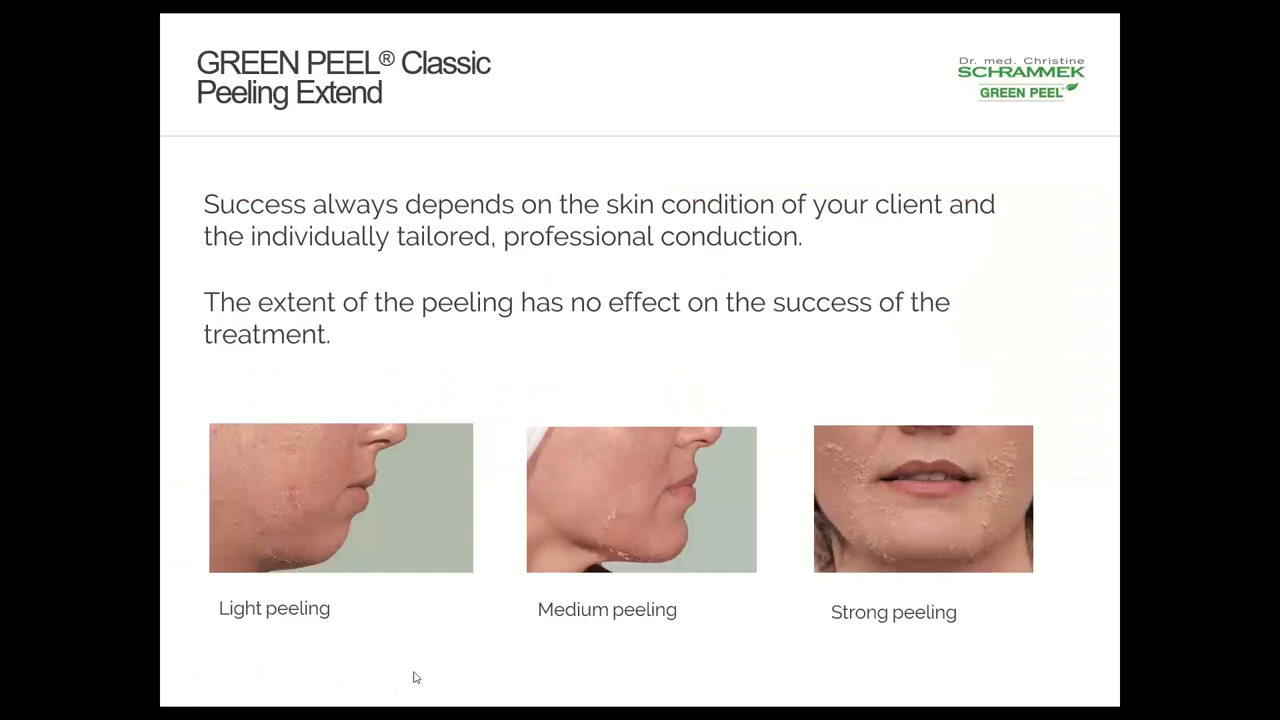 GREEN PEEL® Classic
Peeling Extend
Dr. med. Christine
SCHRAMMEK
GREEN PEEL®
Success always depends on the skin condition of your client and
the individually tailored, professional conduction.
The extent of the peeling has no effect on the success of the
treatment.
Light peeling
Medium peeling
Strong peeling